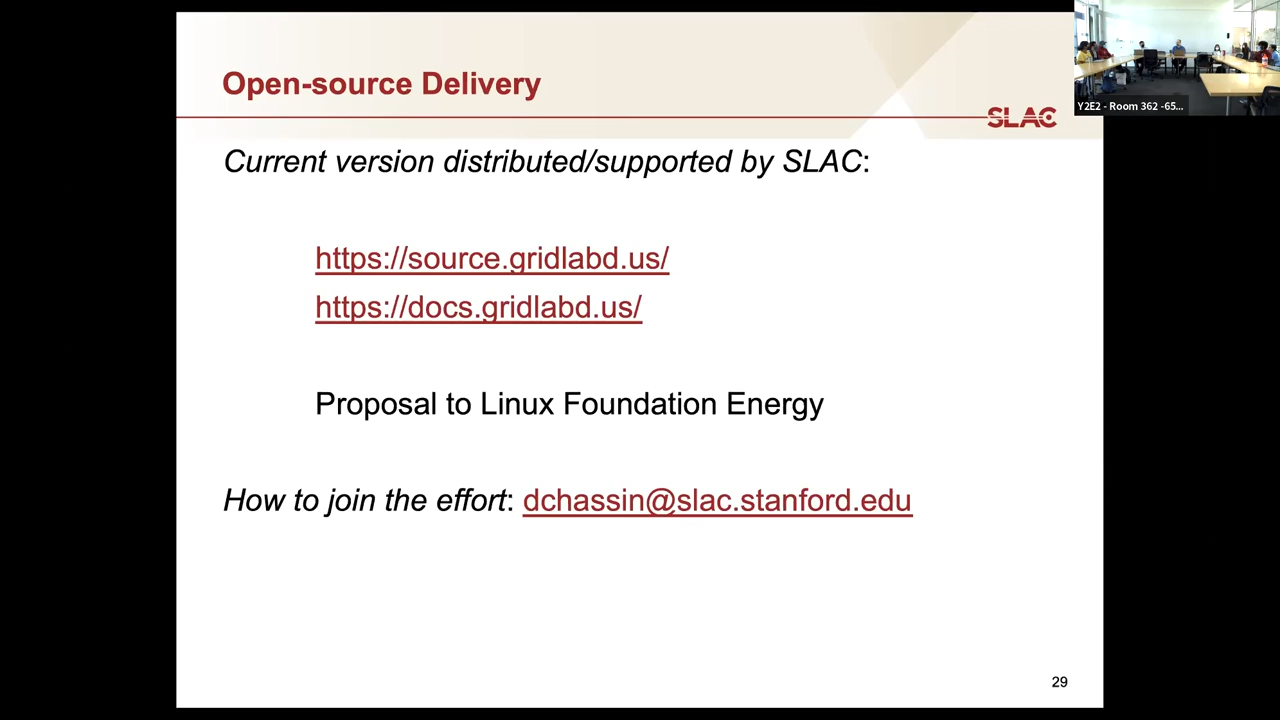 Open-source Delivery
SLAC
Y2E2 - Room 362 -65...
Current version distributed/supported by SLAC:
https://source.gridlabd.us/
https://docs.gridlabd.us/
Proposal to Linux Foundation Energy
How to join the effort: dchassin@slac.stanford.edu
29